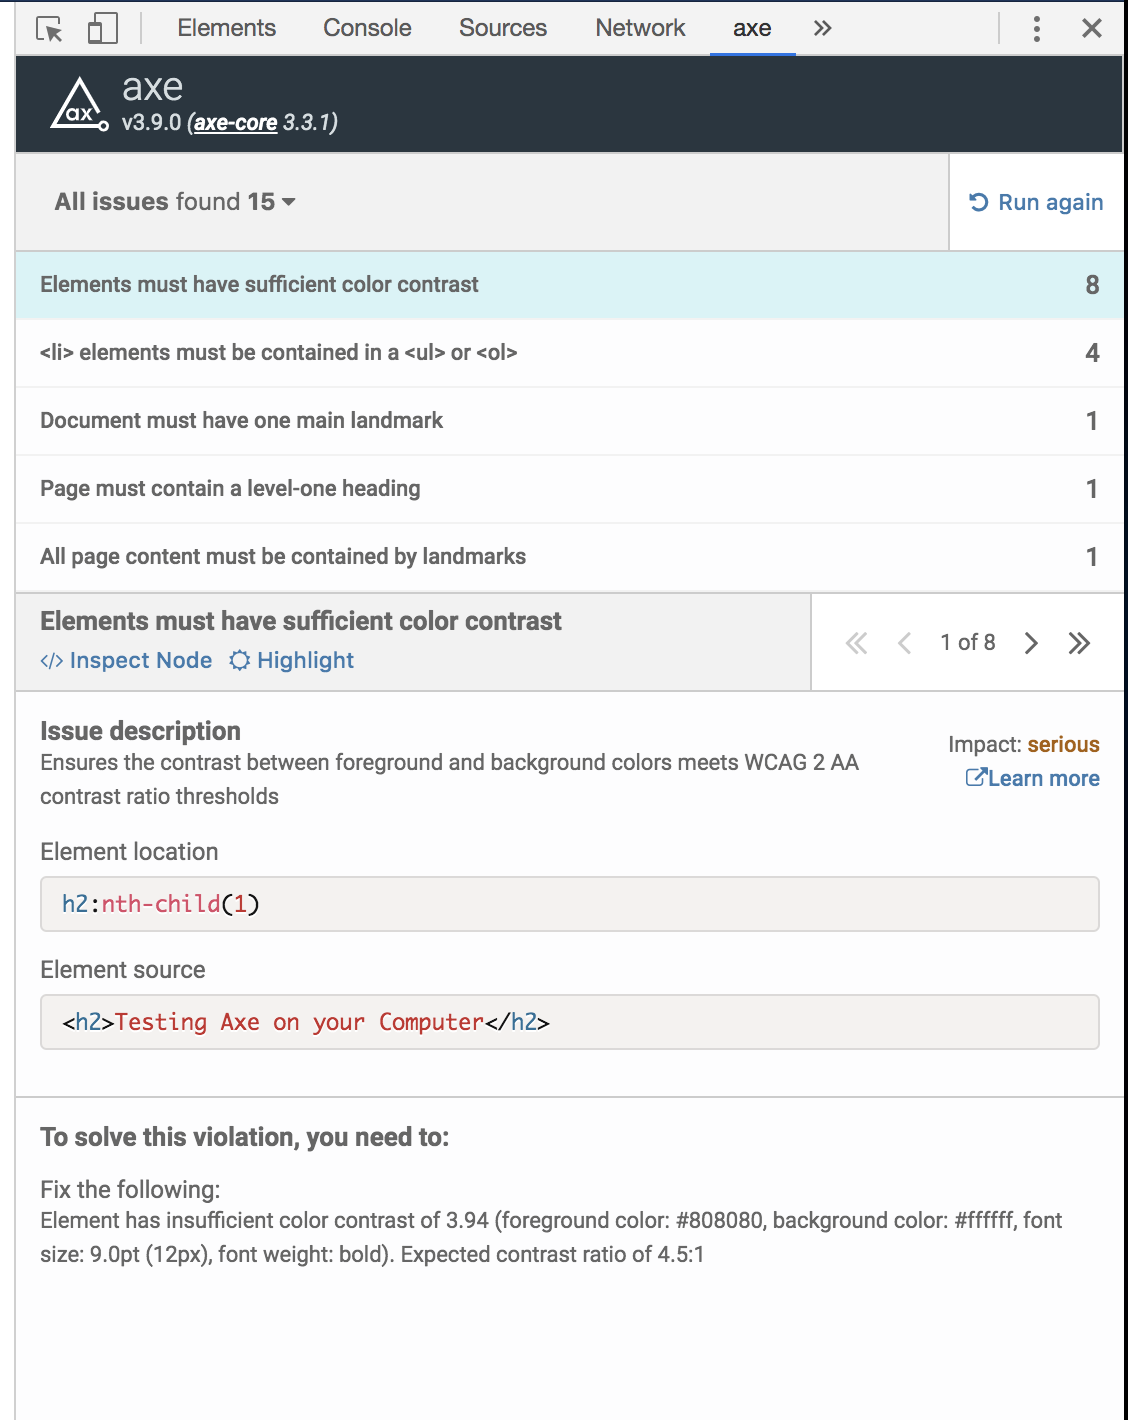 Elements Console Sources Network axe
ax
axe
v3.9.0 (axe-core 3.3.1)
All issues found 15
Run again
Elements must have sufficient color contrast 8
<li> elements must be contained in a <ul> or <ol> 4
Document must have one main landmark 1
Page must contain a level-one heading 1
All page content must be contained by landmarks 1
Elements must have sufficient color contrast
</> Inspect Node Highlight
1 of 8
Issue description
Ensures the contrast between foreground and background colors meets WCAG 2 AA
contrast ratio thresholds
Impact: serious
Learn more
Element location
h2:nth-child(1)
Element source
<h2>Testing Axe on your Computer</h2>
To solve this violation, you need to:
Fix the following:
Element has insufficient color contrast of 3.94 (foreground color: #808080, background color: #ffffff, font
size: 9.0pt (12px), font weight: bold). Expected contrast ratio of 4.5:1